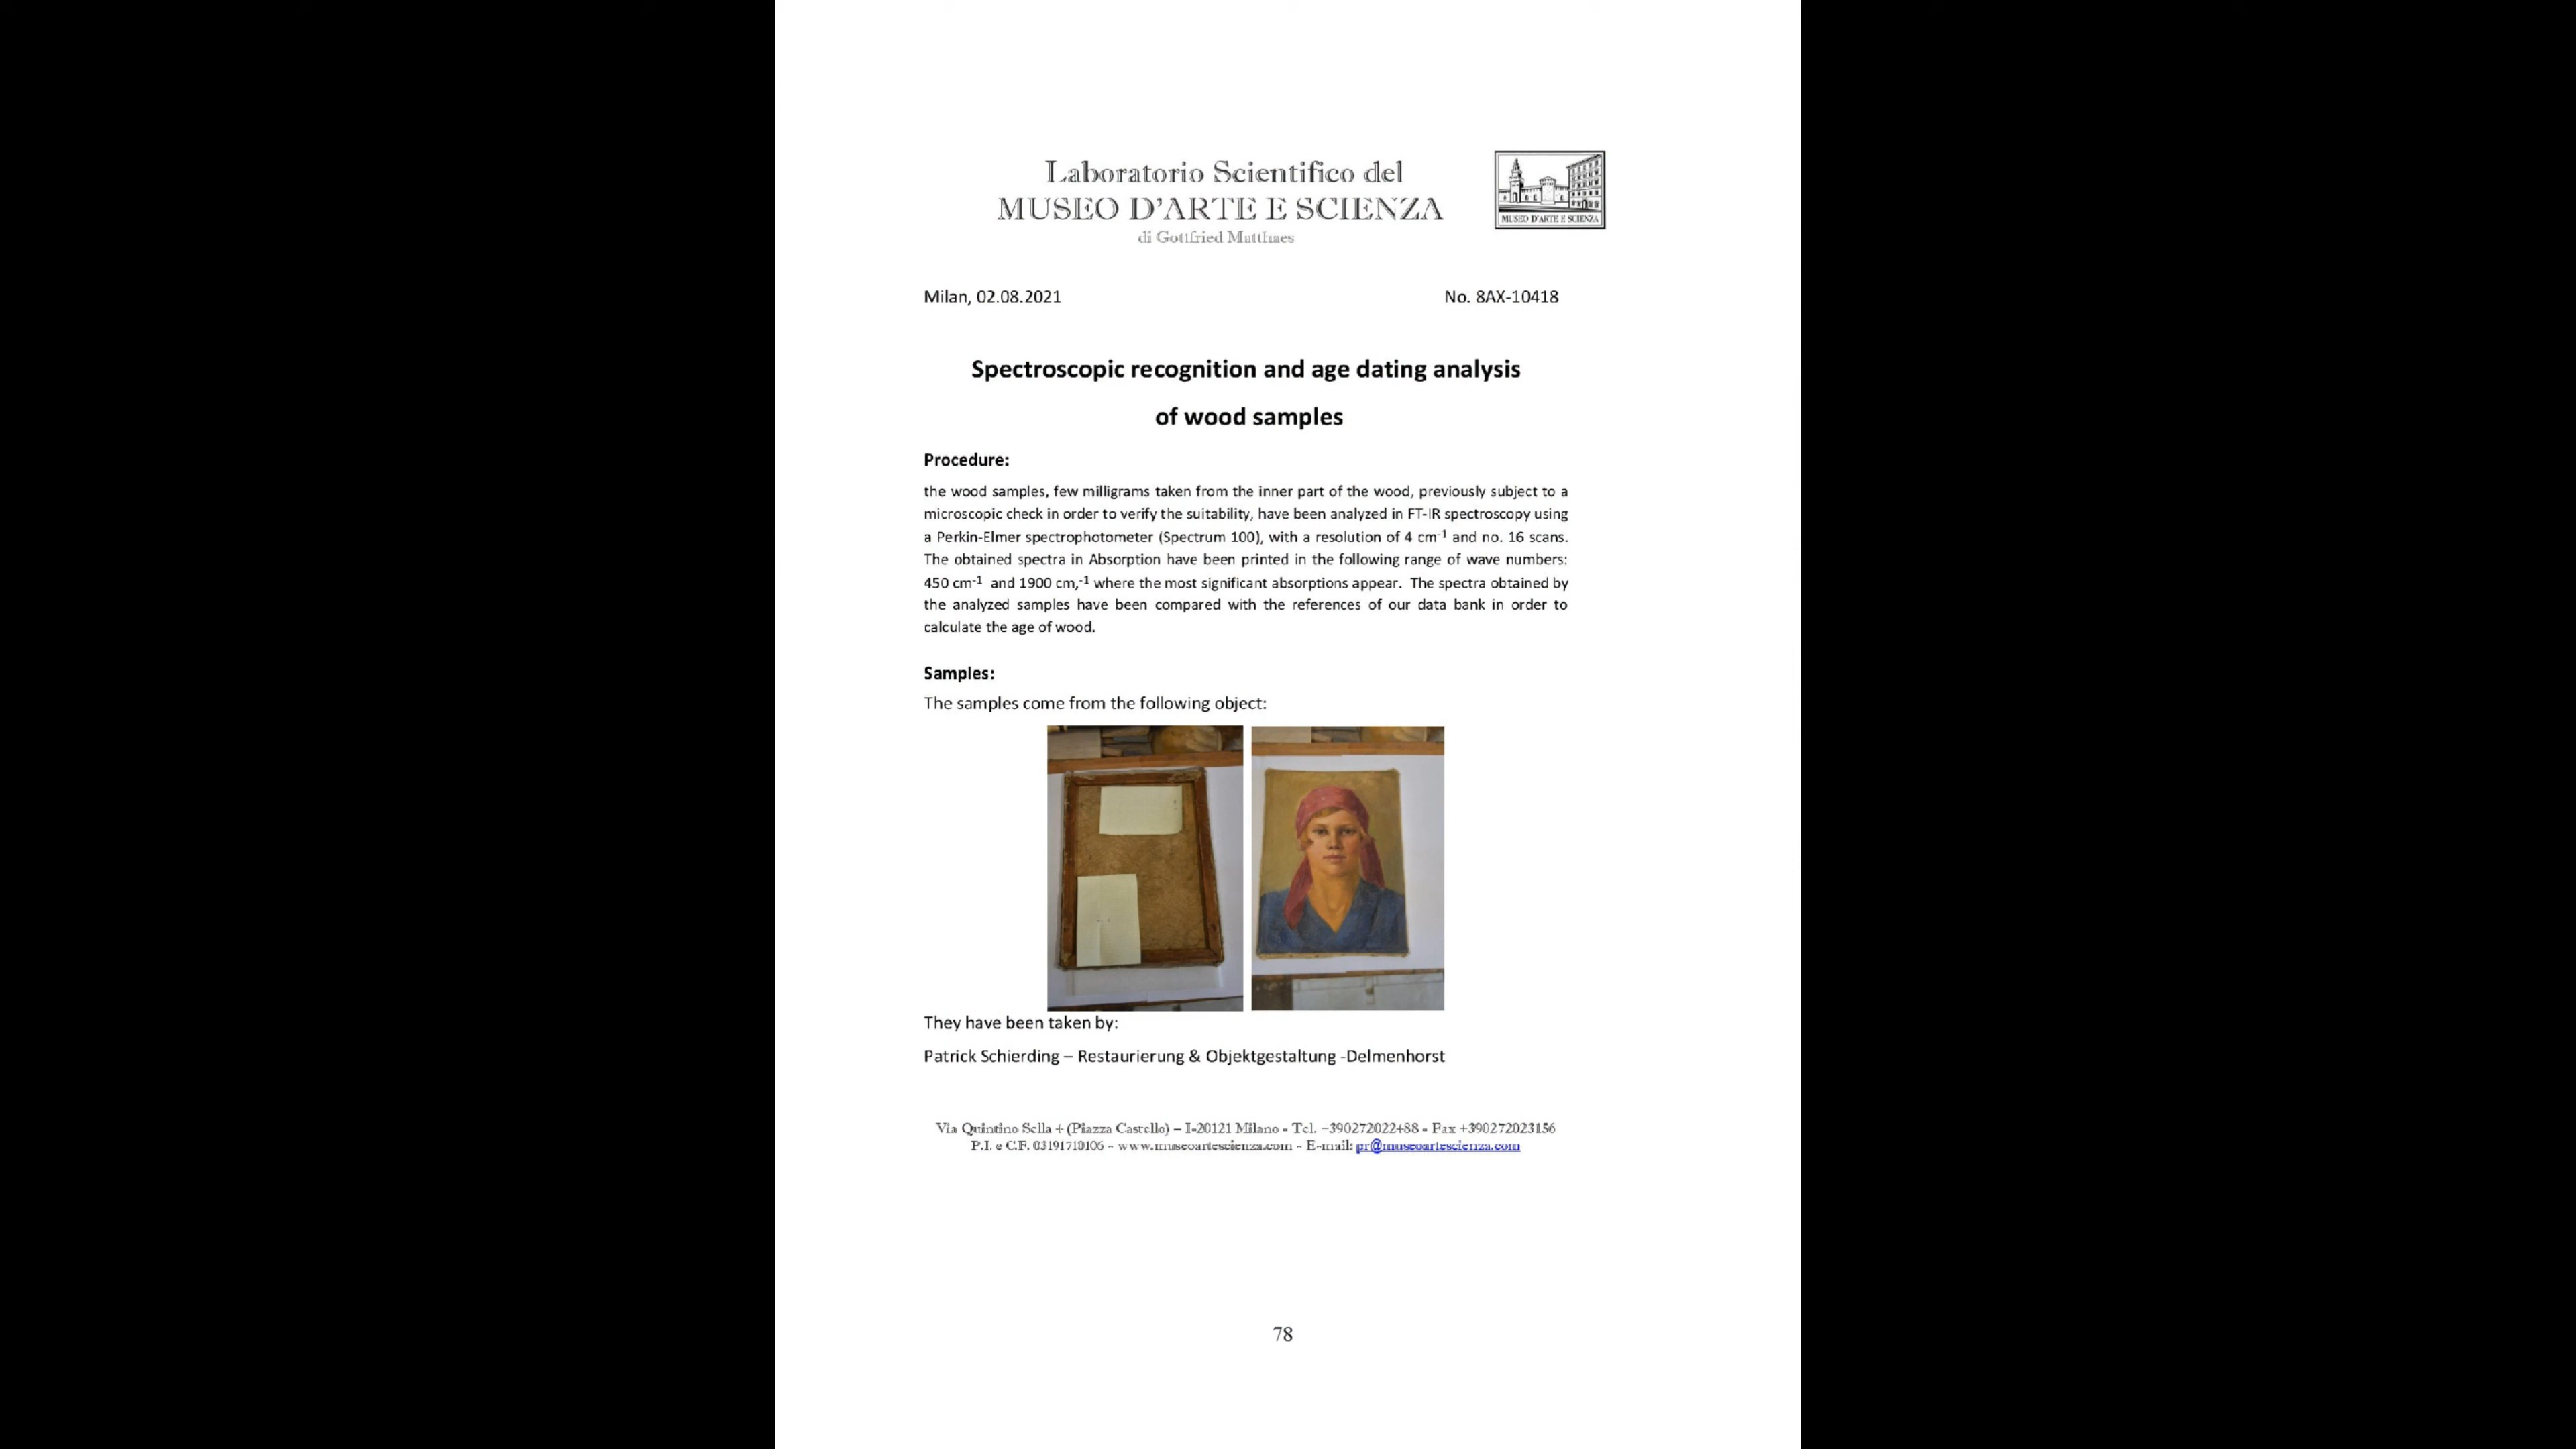 Laboratorio Scientifico del
MUSEO D'ARTE E SCIENZA
di Gottfried Matthaes
MUSEO D'ARTE E SCIENZA
Milan, 02.08.2021 No. 8AX-10418
Spectroscopic recognition and age dating analysis
of wood samples
Procedure:
the wood samples, few milligrams taken from the inner part of the wood, previously subject to a
microscopic check in order to verify the suitability, have been analyzed in FT-IR spectroscopy using
a Perkin-Elmer spectrophotometer (Spectrum 100), with a resolution of 4 cm⁻¹ and no. 16 scans.
The obtained spectra in Absorption have been printed in the following range of wave numbers:
450 cm⁻¹ and 1900 cm,⁻¹ where the most significant absorptions appear. The spectra obtained by
the analyzed samples have been compared with the references of our data bank in order to
calculate the age of wood.
Samples:
The samples come from the following object:
They have been taken by:
Patrick Schierding – Restaurierung & Objektgestaltung -Delmenhorst
Via Quintino Sella 4 (Piazza Castello) – I-20121 Milano - Tel. +390272022488 - Fax +390272023156
P.I. e C.F. 03191710106 - www.museoartescienza.com - E-mail: pr@museoartescienza.com
78